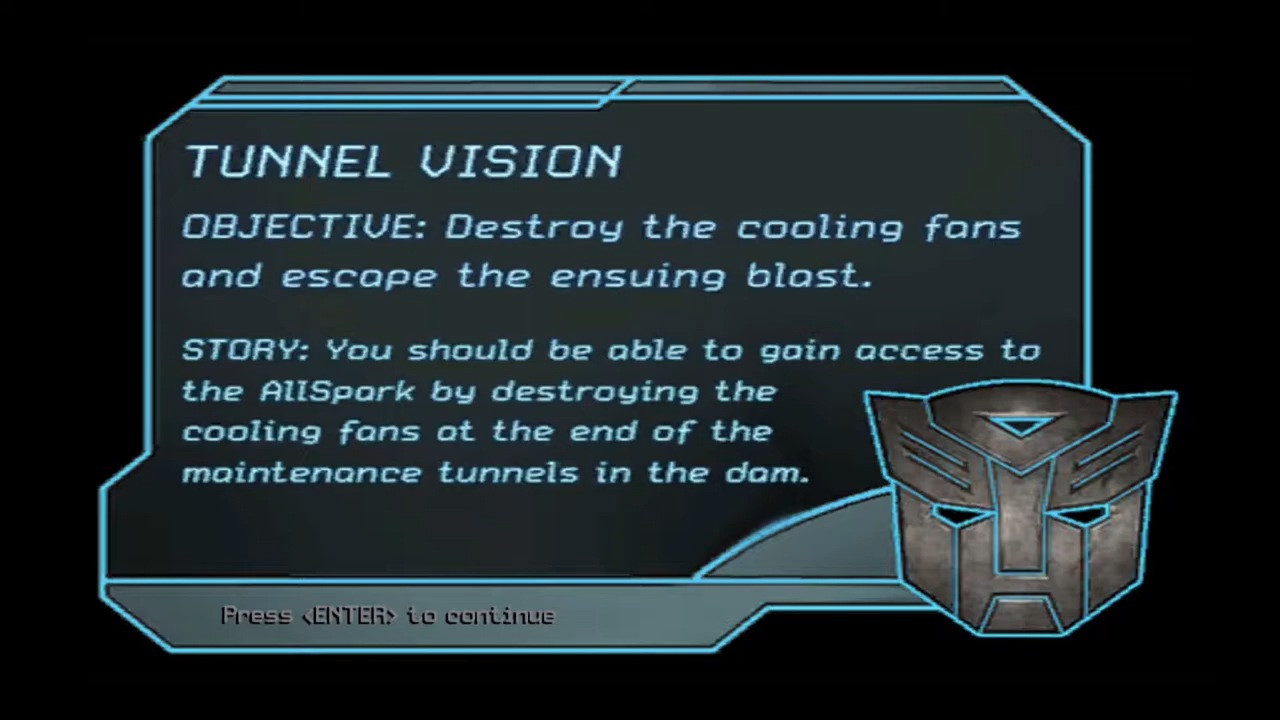 TUNNEL VISION
OBJECTIVE: Destroy the cooling fans
and escape the ensuing blast.
STORY: You should be able to gain access to
the AllSpark by destroying the
cooling fans at the end of the
maintenance tunnels in the dam.
Press <ENTER> to continue